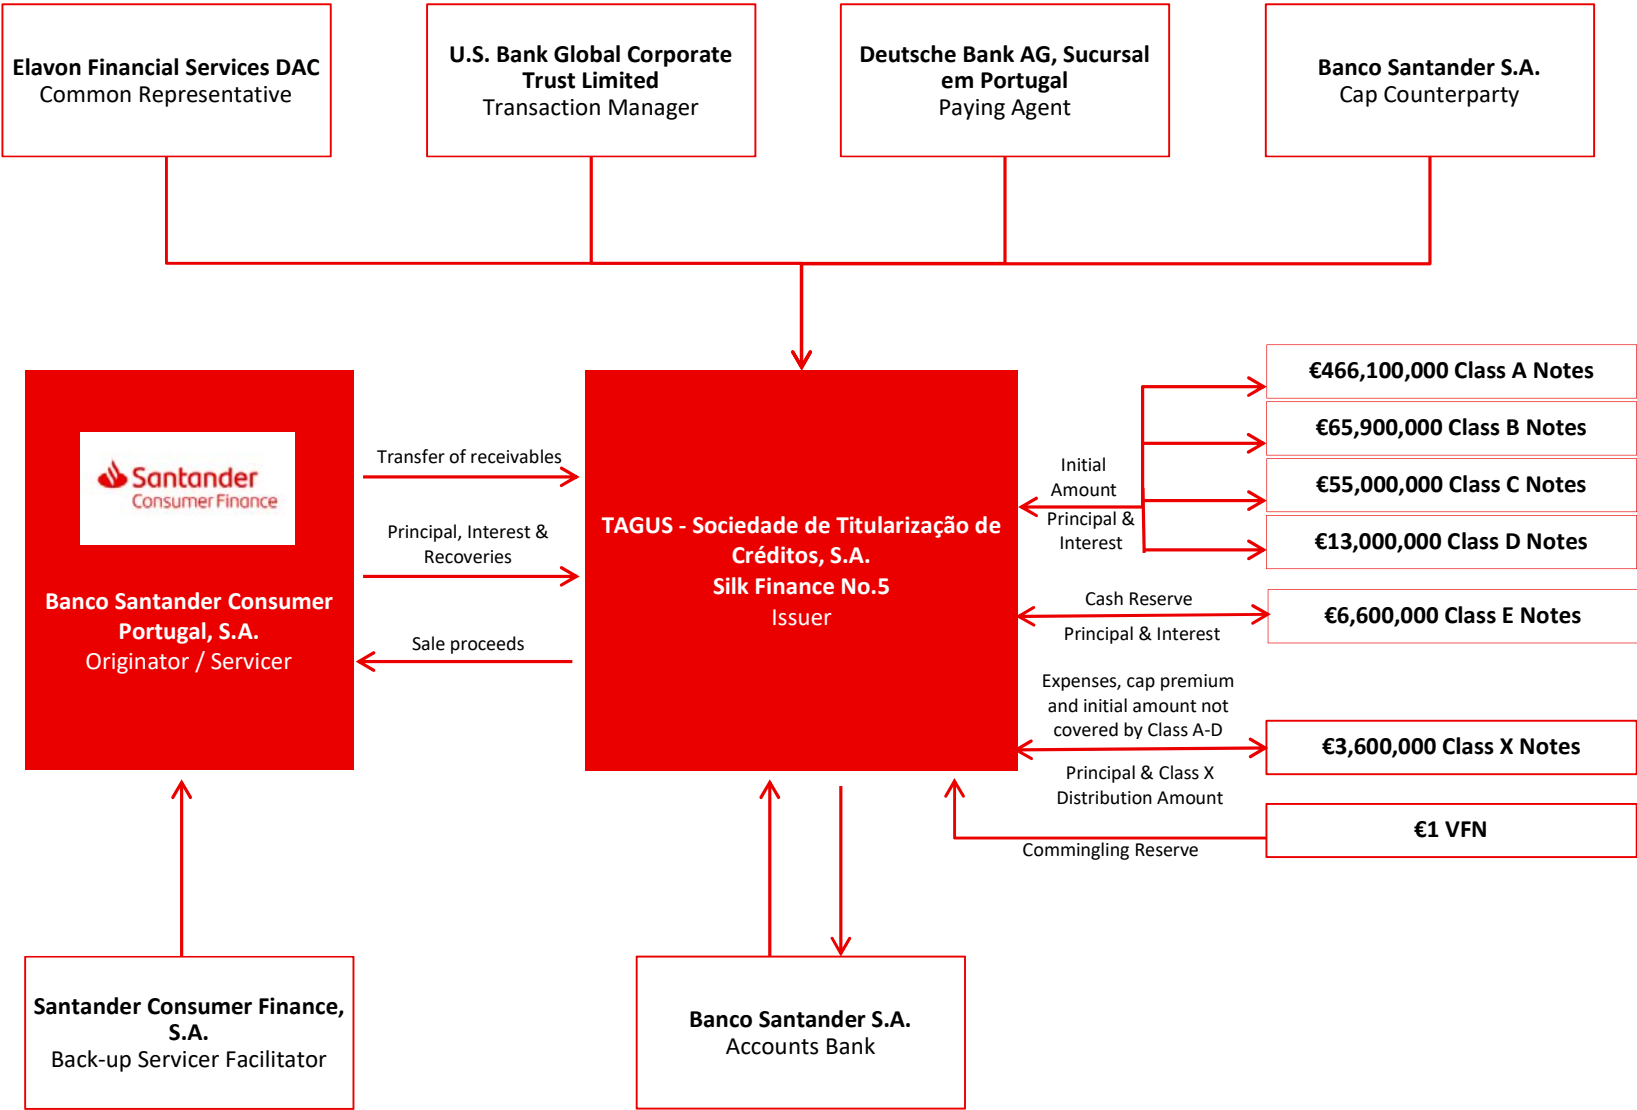 Elavon Financial Services DAC
Common Representative
U.S. Bank Global Corporate
Trust Limited
Transaction Manager
Deutsche Bank AG, Sucursal
em Portugal
Paying Agent
Banco Santander S.A.
Cap Counterparty
Santander
Consumer Finance
Banco Santander Consumer
Portugal, S.A.
Originator / Servicer
Transfer of receivables
Principal, Interest &
Recoveries
Sale proceeds
TAGUS - Sociedade de Titularização de
Créditos, S.A.
Silk Finance No.5
Issuer
Initial
Amount
Principal &
Interest
Cash Reserve
Principal & Interest
Expenses, cap premium
and initial amount not
covered by Class A-D
Principal & Class X
Distribution Amount
Commingling Reserve
€466,100,000 Class A Notes
€65,900,000 Class B Notes
€55,000,000 Class C Notes
€13,000,000 Class D Notes
€6,600,000 Class E Notes
€3,600,000 Class X Notes
€1 VFN
Santander Consumer Finance,
S.A.
Back-up Servicer Facilitator
Banco Santander S.A.
Accounts Bank